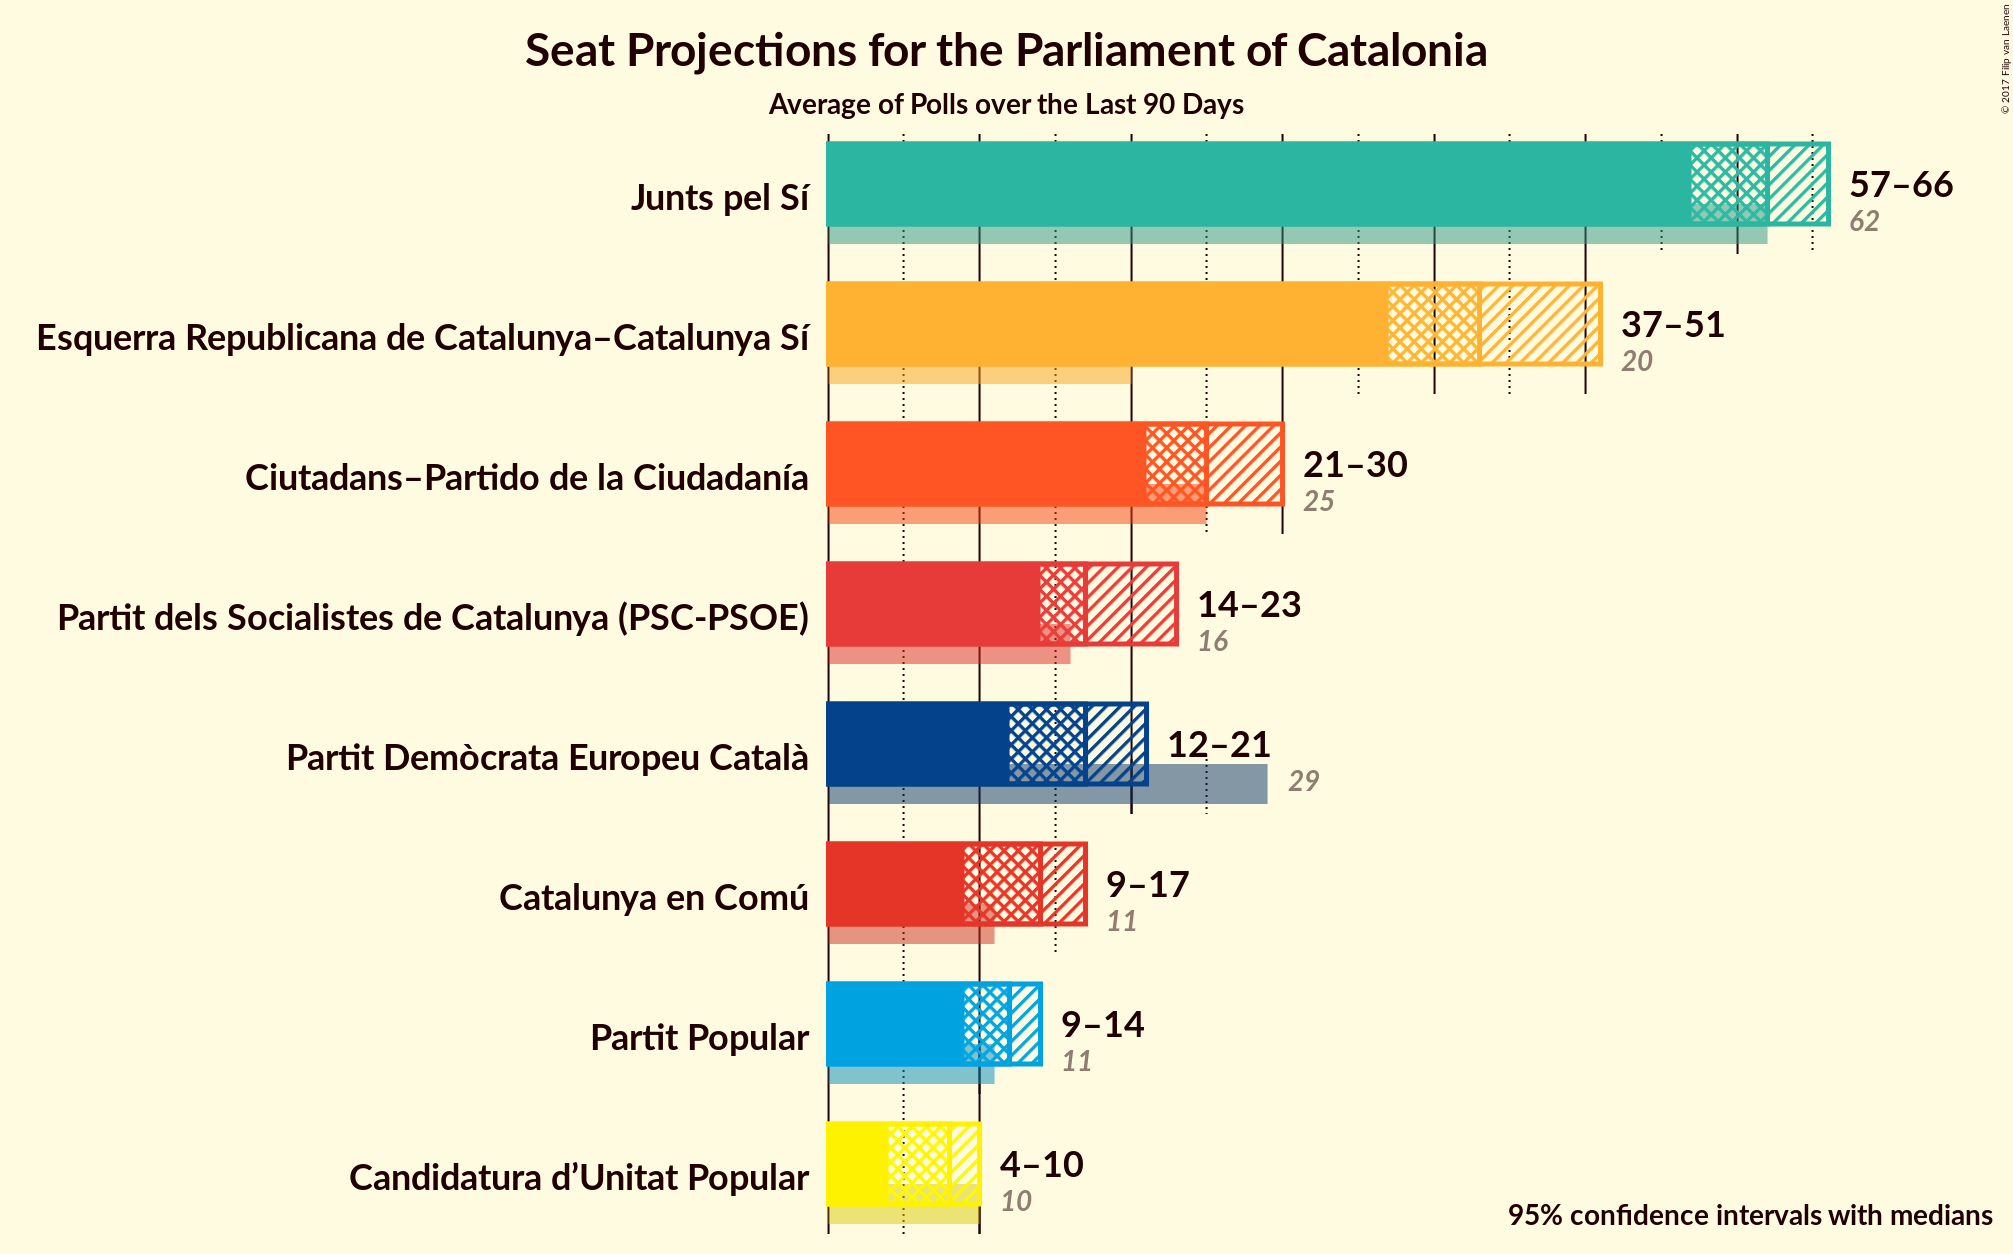 Seat Projections for the Parliament of Catalonia
Average of Polls over the Last 90 Days
© 2017 Filip van Laenen
Junts pel Sí
57–66
62
Esquerra Republicana de Catalunya–Catalunya Sí
37–51
20
Ciutadans–Partido de la Ciudadanía
21–30
25
Partit dels Socialistes de Catalunya (PSC-PSOE)
14–23
16
Partit Demòcrata Europeu Català
12–21
29
Catalunya en Comú
9–17
11
Partit Popular
9–14
11
Candidatura d’Unitat Popular
4–10
10
95% confidence intervals with medians